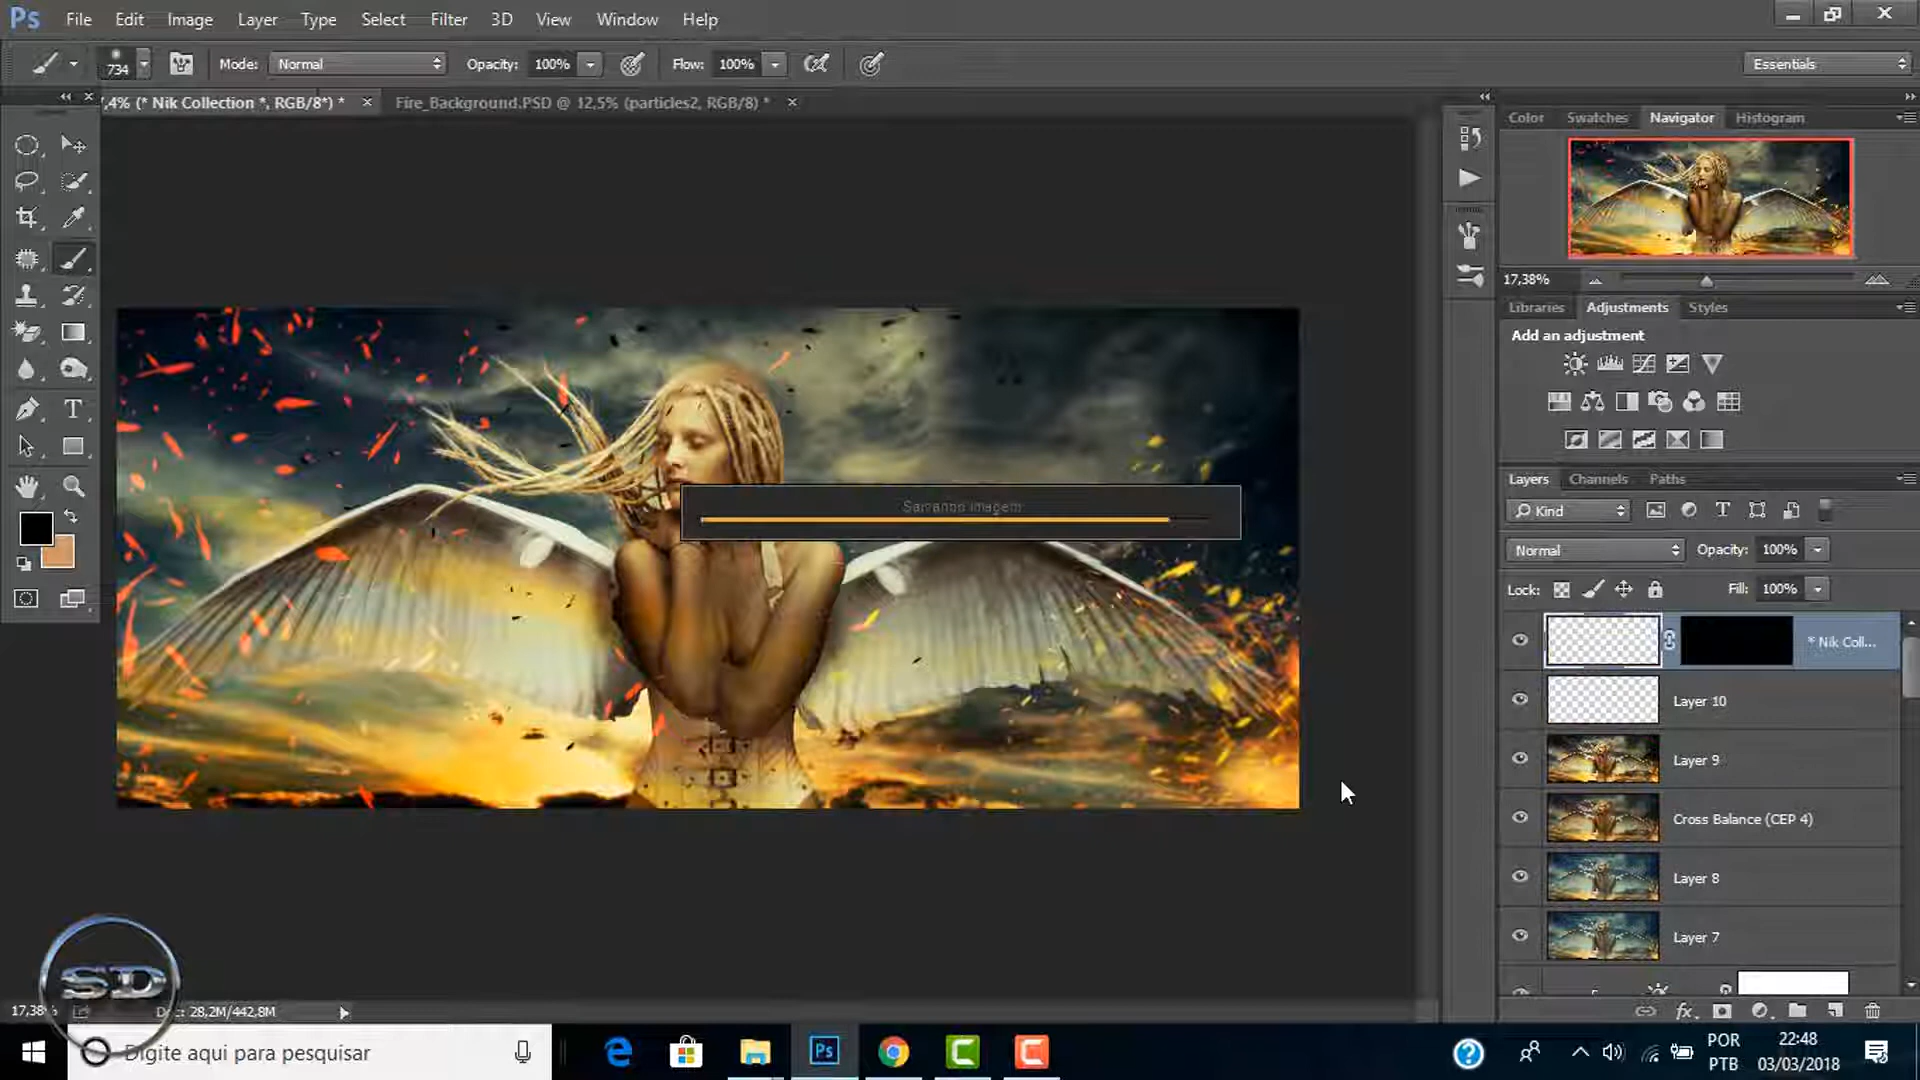 Ps File Edit Image Layer Type Select Filter 3D View Window Help
734 Mode: Normal Opacity: 100% Flow: 100% Essentials
,4% (* Nik Collection *, RGB/8*) * Fire_Background.PSD @ 12,5% (particles2, RGB/8) *
Color Swatches Navigator Histogram
17,38%
Libraries Adjustments Styles
Add an adjustment
Layers Channels Paths
Kind
Normal Opacity: 100%
Lock: Fill: 100%
* Nik Coll...
Layer 10
Layer 9
Cross Balance (CEP 4)
Layer 8
Layer 7
fx
17,38%
28,2M/442,8M
SD
Digite aqui para pesquisar
Ps
POR
PTB
22:48
03/03/2018